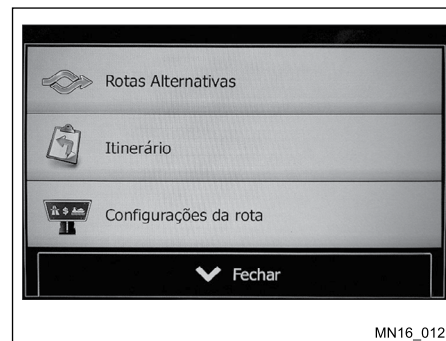 Rotas Alternativas
Itinerário
Configurações da rota
Fechar
MN16_012